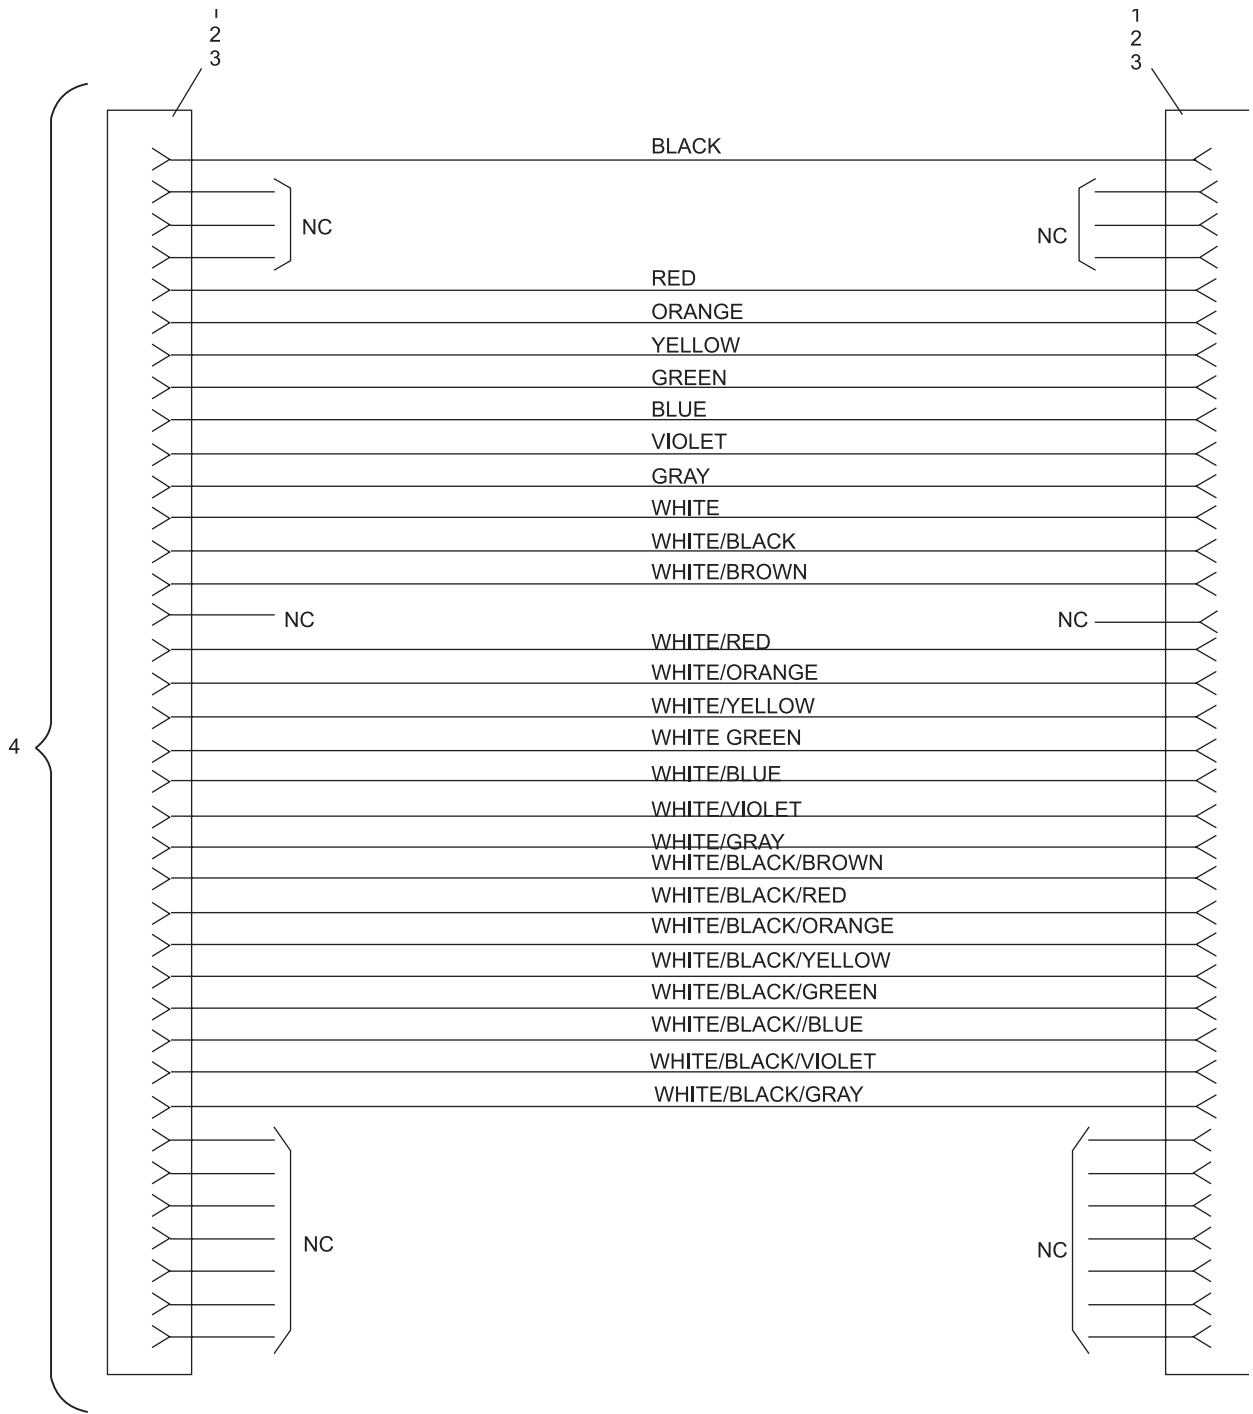 1 1
2 2
3 3
BLACK
NC NC
RED
ORANGE
YELLOW
GREEN
BLUE
VIOLET
GRAY
WHITE
WHITE/BLACK
WHITE/BROWN
NC NC
WHITE/RED
WHITE/ORANGE
WHITE/YELLOW
WHITE GREEN
4
WHITE/BLUE
WHITE/VIOLET
WHITE/GRAY
WHITE/BLACK/BROWN
WHITE/BLACK/RED
WHITE/BLACK/ORANGE
WHITE/BLACK/YELLOW
WHITE/BLACK/GREEN
WHITE/BLACK//BLUE
WHITE/BLACK/VIOLET
WHITE/BLACK/GRAY
NC NC